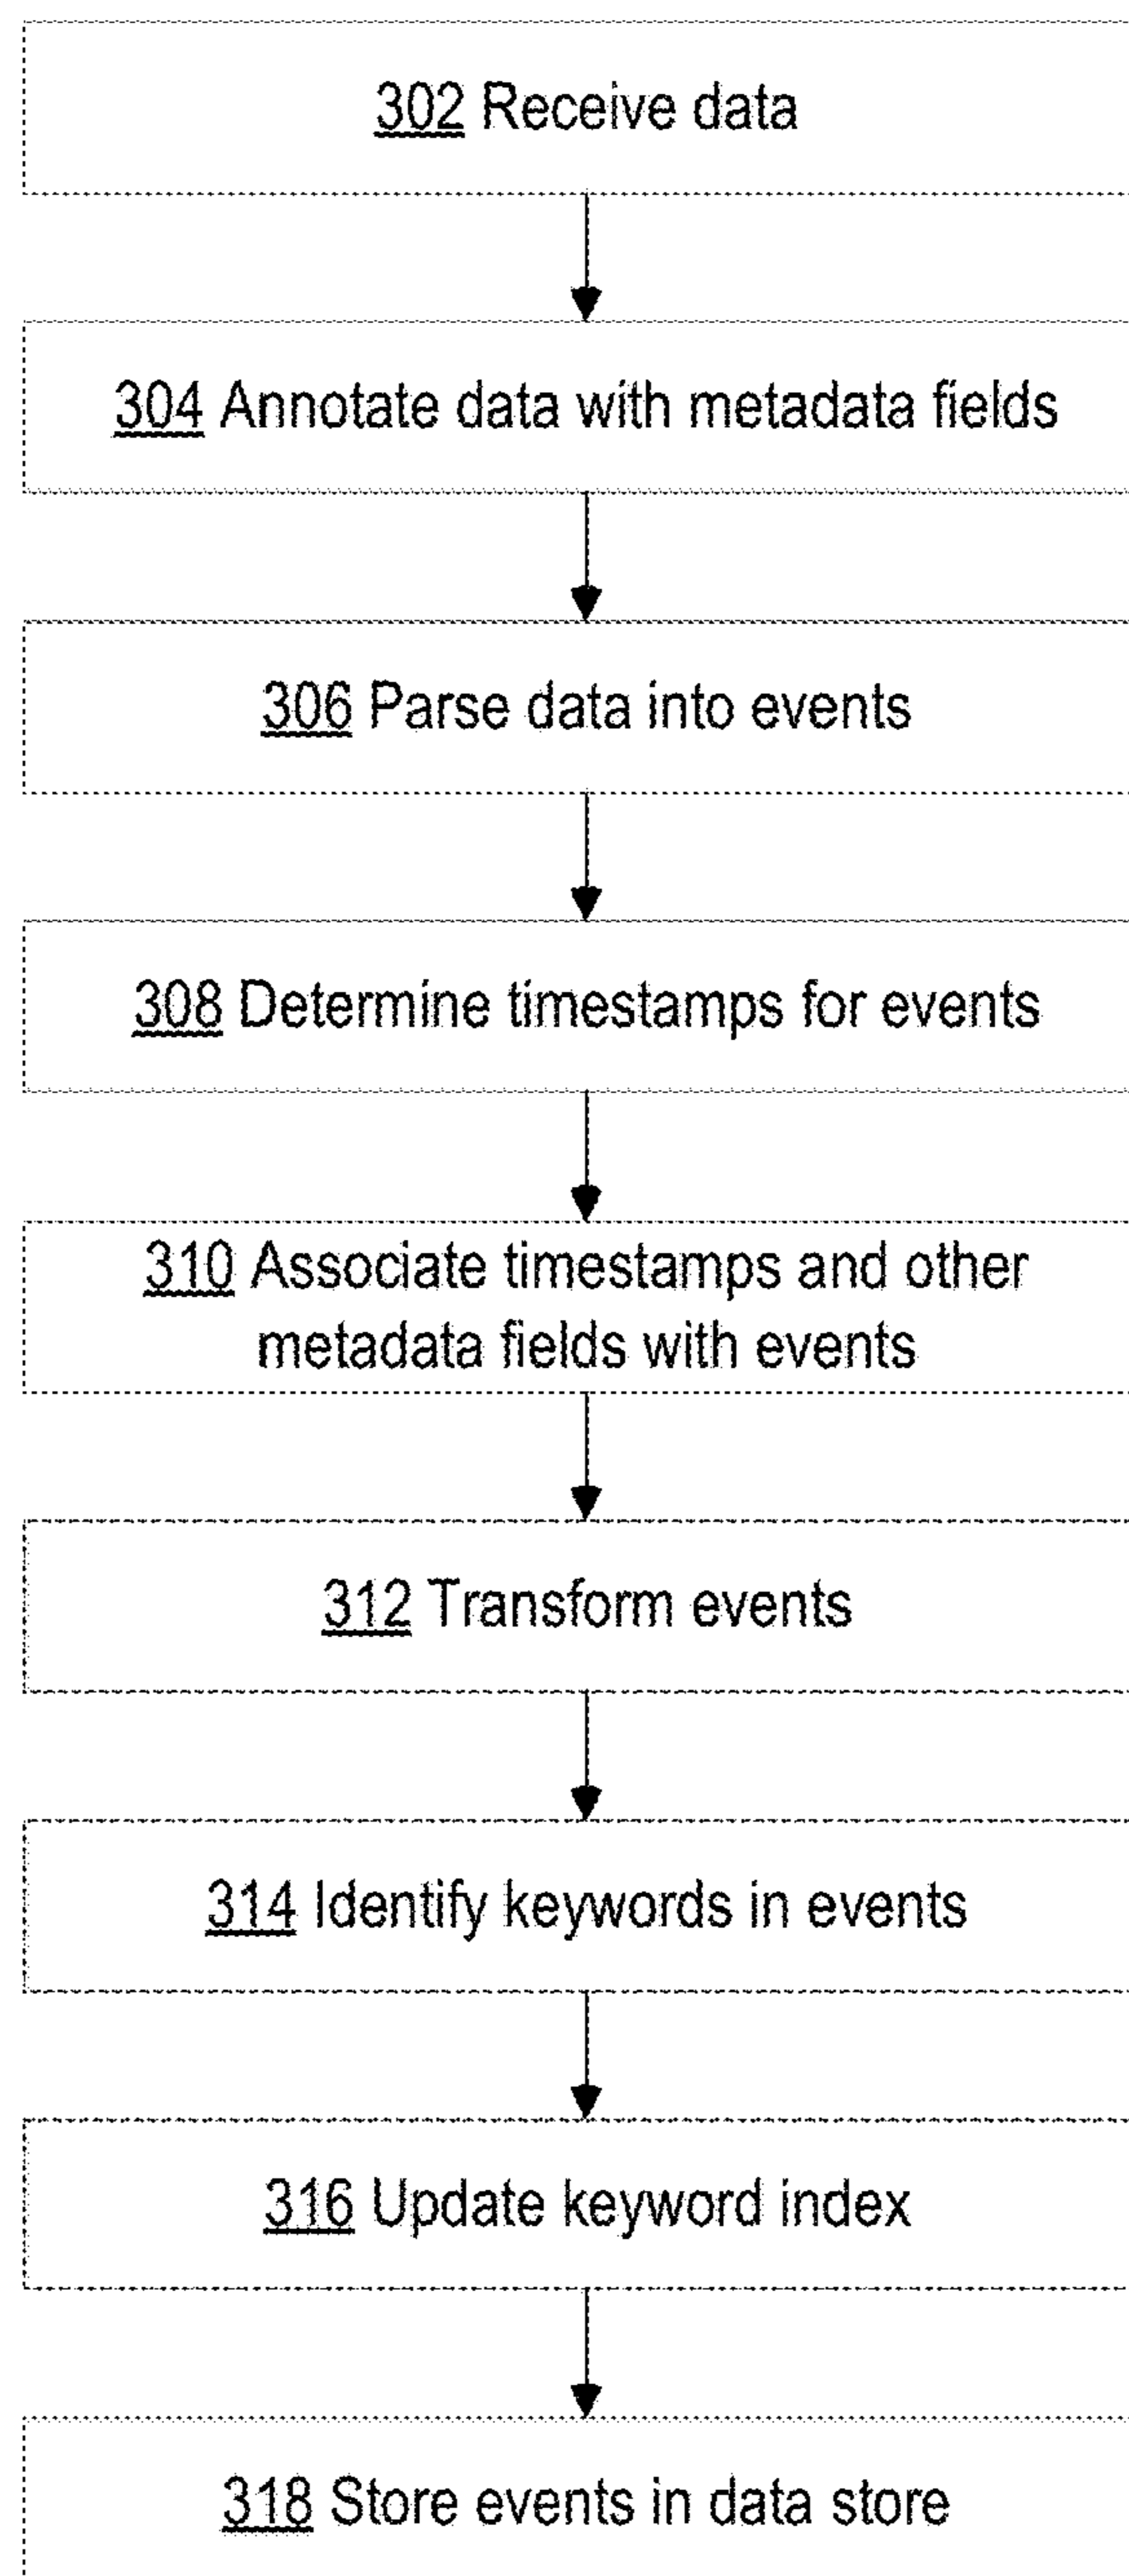 302 Receive data
304 Annotate data with metadata fields
306 Parse data into events
308 Determine timestamps for events
310 Associate timestamps and other
metadata fields with events
312 Transform events
314 Identify keywords in events
316 Update keyword index
318 Store events in data store